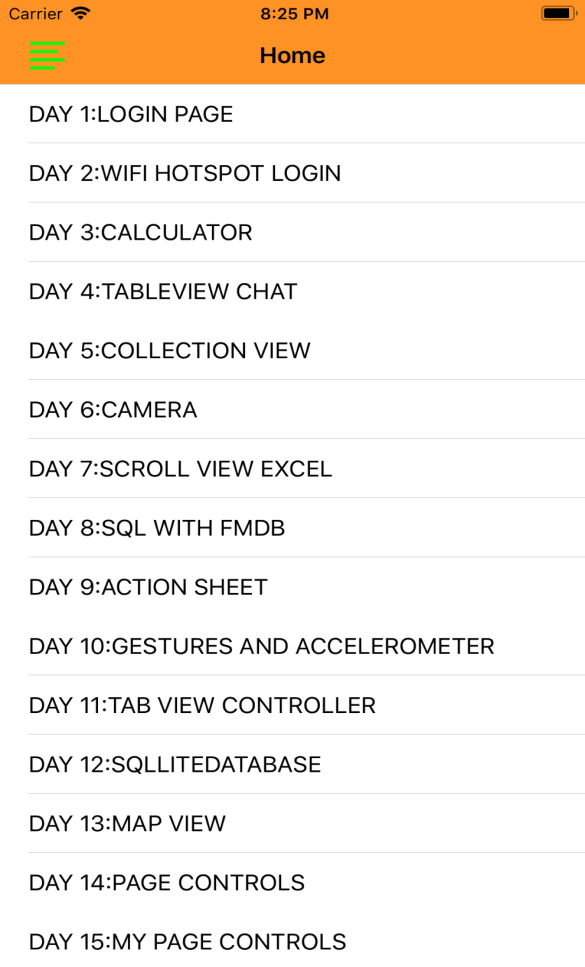 Carrier 8:25 PM
Home
DAY 1:LOGIN PAGE
DAY 2:WIFI HOTSPOT LOGIN
DAY 3:CALCULATOR
DAY 4:TABLEVIEW CHAT
DAY 5:COLLECTION VIEW
DAY 6:CAMERA
DAY 7:SCROLL VIEW EXCEL
DAY 8:SQL WITH FMDB
DAY 9:ACTION SHEET
DAY 10:GESTURES AND ACCELEROMETER
DAY 11:TAB VIEW CONTROLLER
DAY 12:SQLLITEDATABASE
DAY 13:MAP VIEW
DAY 14:PAGE CONTROLS
DAY 15:MY PAGE CONTROLS